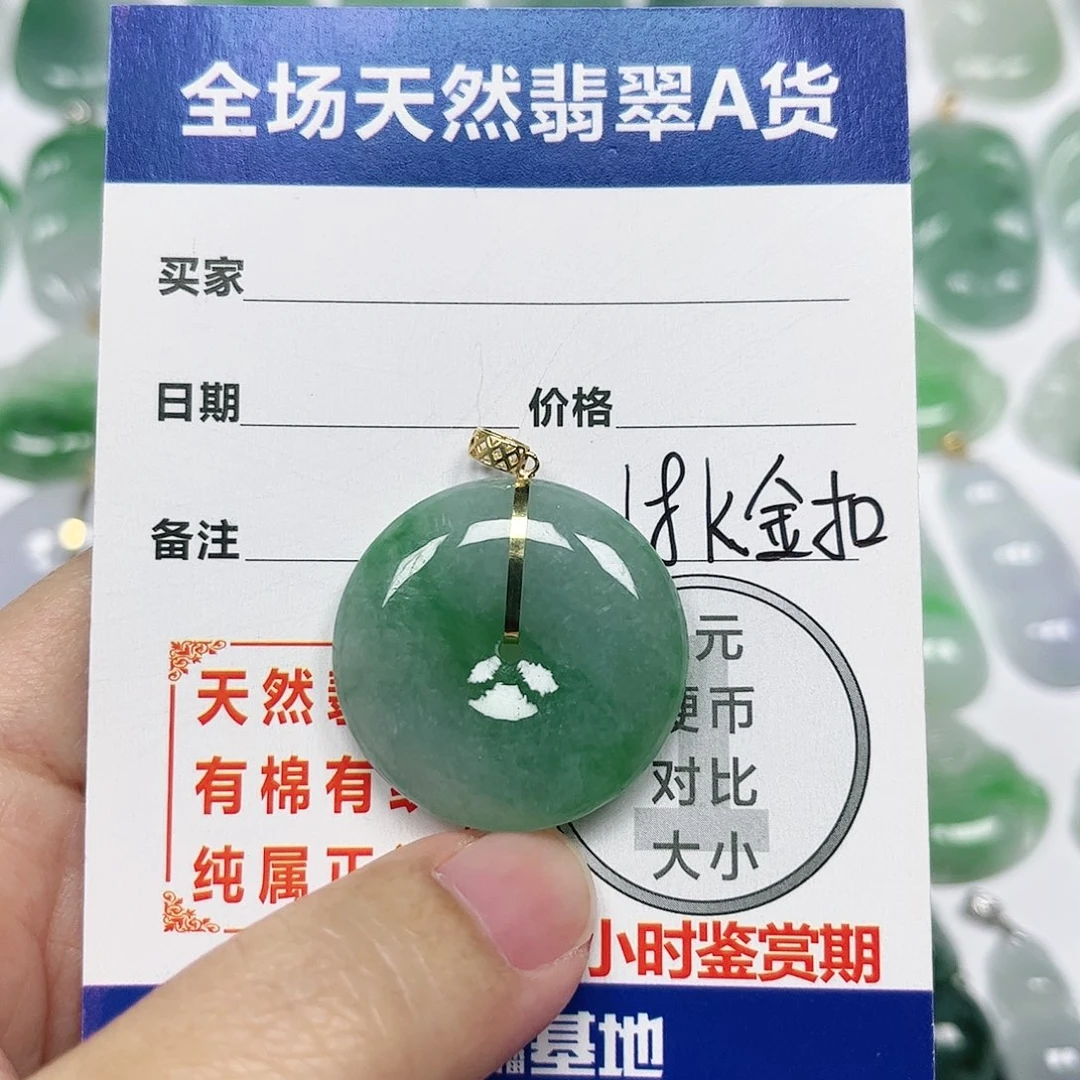 全场天然翡翠A货
买家
日期 价格
备注 18K金扣
天然
有棉有
纯属正
元
硬币
对比
大小
小时鉴赏期
基地